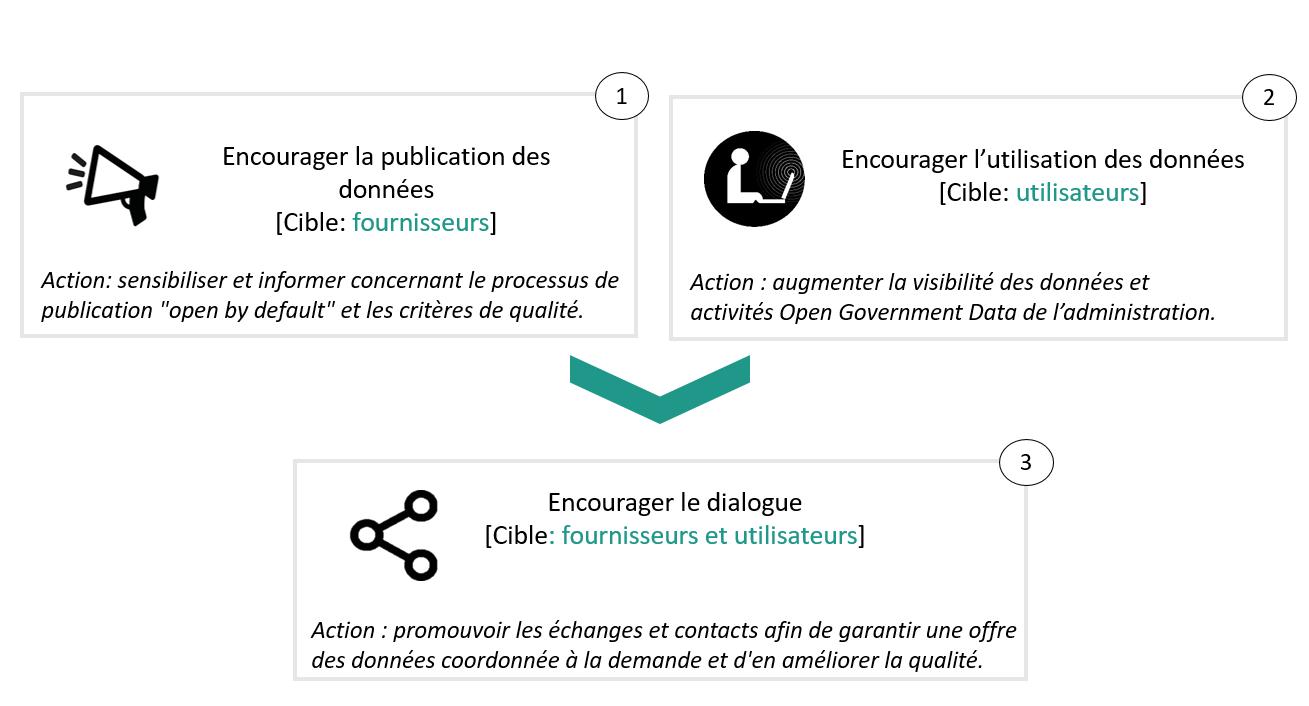 1
Encourager la publication des
données
[Cible: fournisseurs]
Action: sensibiliser et informer concernant le processus de
publication "open by default" et les critères de qualité.
2
Encourager l’utilisation des données
[Cible: utilisateurs]
Action : augmenter la visibilité des données et
activités Open Government Data de l’administration.
3
Encourager le dialogue
[Cible: fournisseurs et utilisateurs]
Action : promouvoir les échanges et contacts afin de garantir une offre
des données coordonnée à la demande et d'en améliorer la qualité.